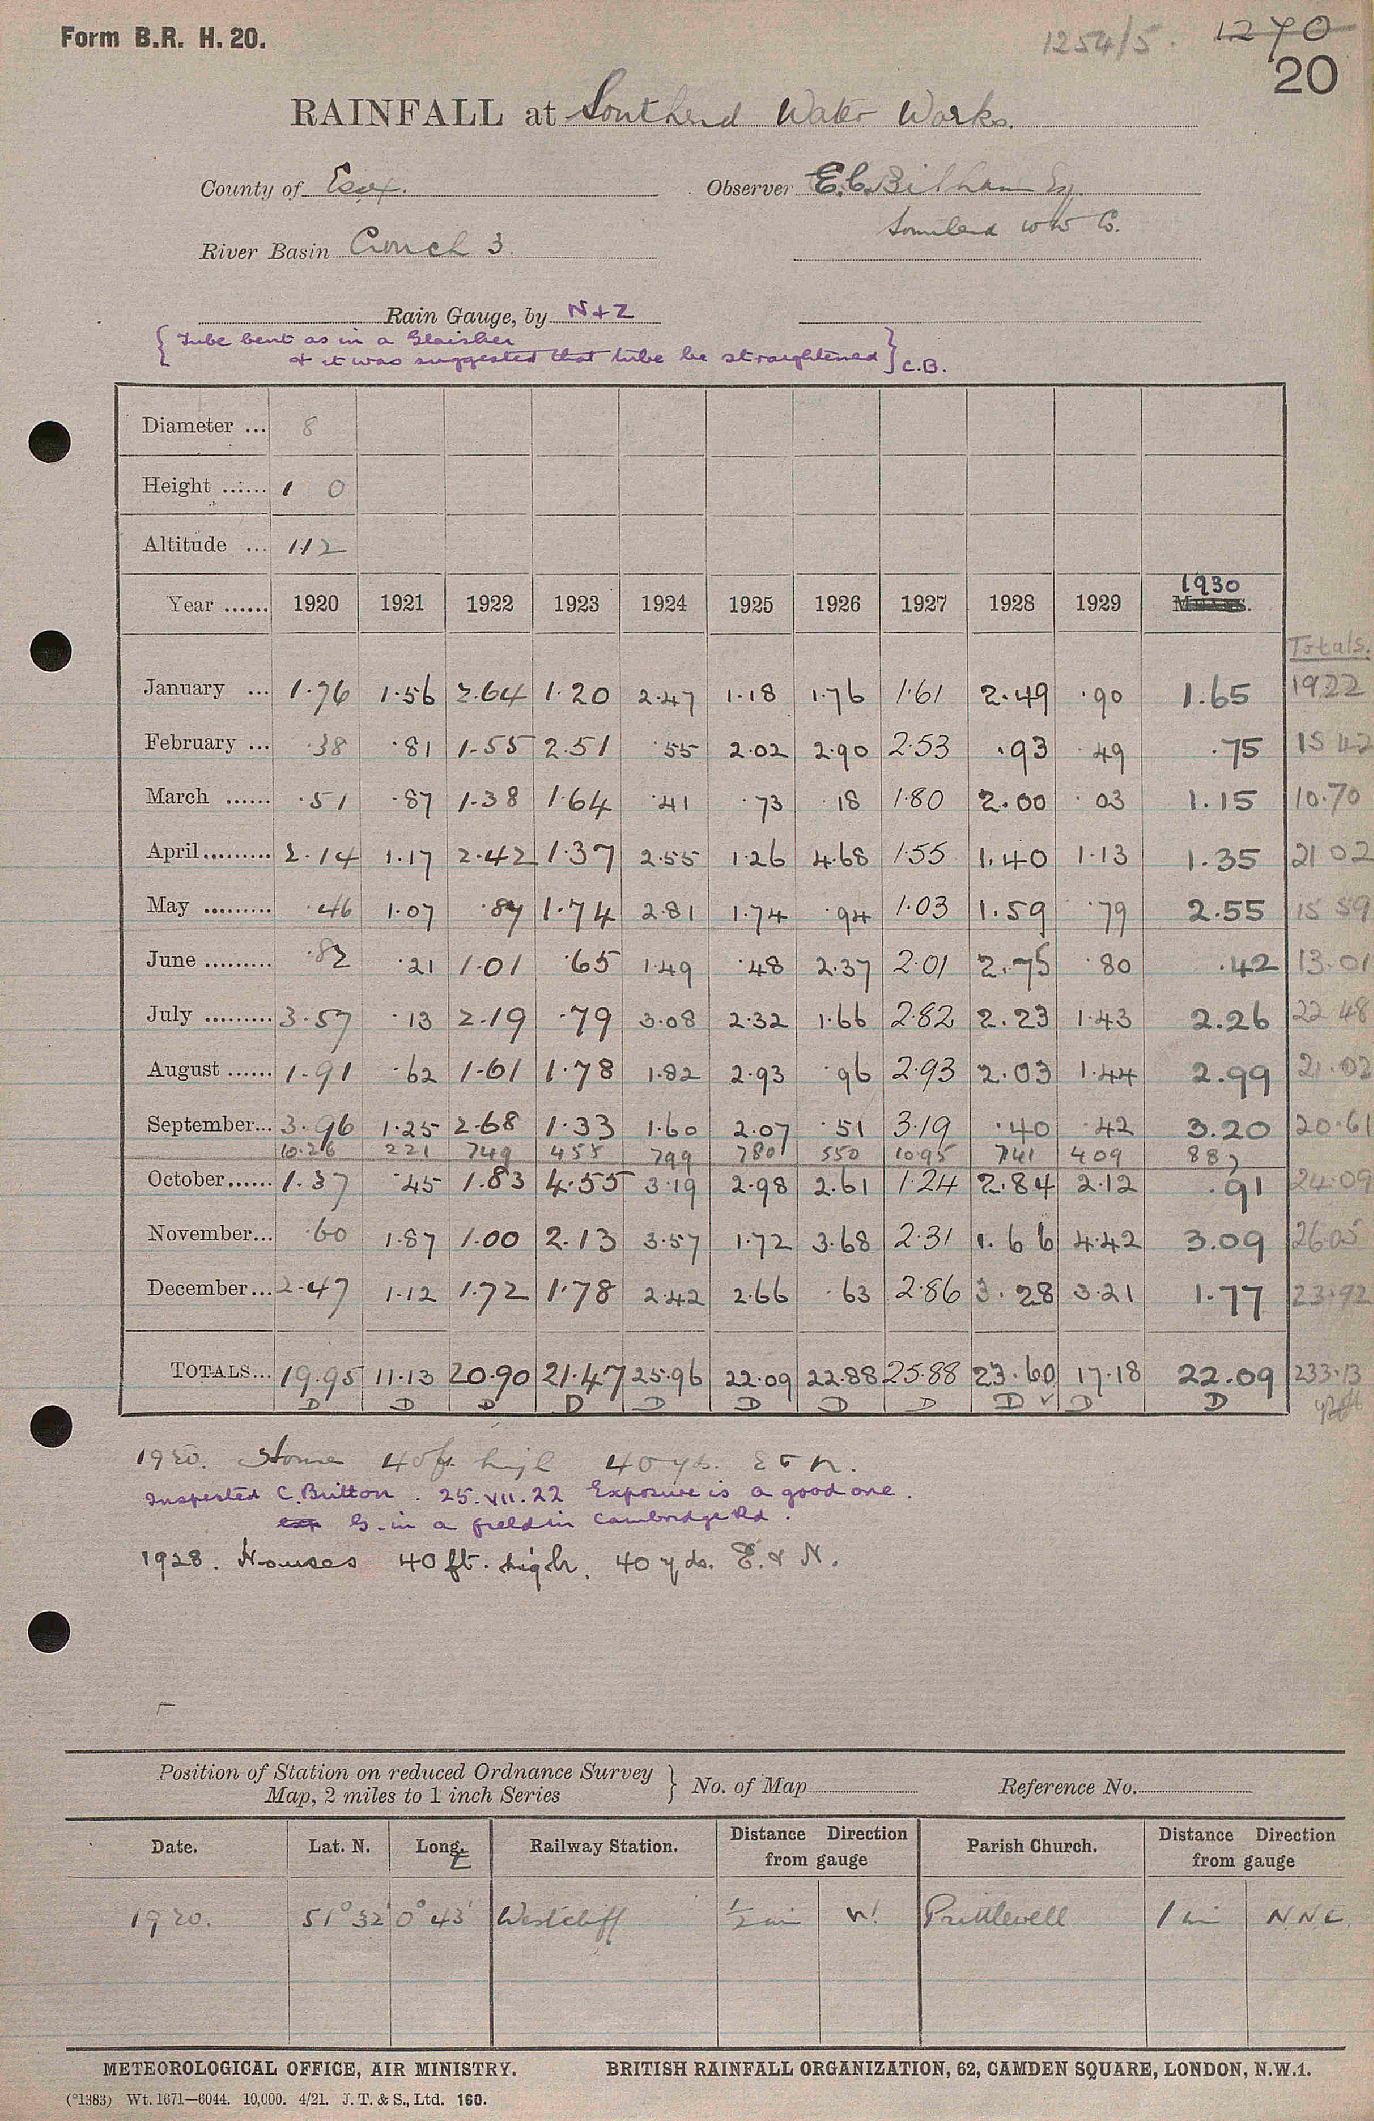 Form B.R. H. 20.
1254/5. 1270
20
RAINFALL at Southend Water Works.
County of Essex. Observer E.C. Bilham Esq
River Basin Crouch 3. Southend WW Co.
Rain Gauge, by N+Z
{ Tube bent as in a Glaisher
& it was suggested that tube be straightened } C.B.
Diameter ... 8
Height ...... 1 0
Altitude ... 112
Year ...... 1920 1921 1922 1923 1924 1925 1926 1927 1928 1929 1930
Totals.
January ... 1.76 1.56 2.64 1.20 2.47 1.18 1.76 1.61 2.49 .90 1.65 19.22
February ... .38 .81 1.55 2.51 .55 2.02 2.90 2.53 .93 .49 .75 15 42
March ...... .51 .87 1.38 1.64 .41 .73 .18 1.80 2.00 .03 1.15 10.70
April ......... 2.14 1.17 2.42 1.37 2.55 1.26 4.68 1.55 1.40 1.13 1.35 21 02
May ......... .46 1.07 .87 1.74 2.81 1.74 .94 1.03 1.59 .79 2.55 15 59
June ......... .82 .21 1.01 .65 1.49 .48 2.37 2.01 2.75 .80 .42 13.01
July ......... 3.57 .13 2.19 .79 3.08 2.32 1.66 2.82 2.23 1.43 2.26 22 48
August ...... 1.91 .62 1.61 1.78 1.82 2.93 .96 2.93 2.03 1.44 2.99 21.02
September... 3.96 1.25 2.68 1.33 1.60 2.07 .51 3.19 .40 .42 3.20 20.61
10.26 221 749 455 799 780 550 1095 741 409 887
October...... 1.37 .45 1.83 4.55 3.19 2.98 2.61 1.24 2.84 2.12 .91 24.09
November... .60 1.87 1.00 2.13 3.57 1.72 3.68 2.31 1.66 4.42 3.09 26.05
December... 2.47 1.12 1.72 1.78 2.42 2.66 .63 2.86 3.28 3.21 1.77 23.92
TOTALS... 19.95 11.13 20.90 21.47 25.96 22.09 22.88 25.88 23.60 17.18 22.09 233.13
D D D D D D D D D ✓ D D
1920. House 40ft. high 40 yds. E & N.
Inspected C. Britton. 25.VII.22 Exposure is a good one.
G. in a field in Cambridge Rd.
1928. Houses 40 ft. high. 40 yds. E. & N.
Position of Station on reduced Ordnance Survey
Map, 2 miles to 1 inch Series } No. of Map Reference No.
Date. Lat. N. Long. E Railway Station. Distance Direction from gauge Parish Church. Distance Direction from gauge
1920. 51° 32' 0° 43' Westcliff ½ mi W. Prittlewell 1 mi NNE
METEOROLOGICAL OFFICE, AIR MINISTRY. BRITISH RAINFALL ORGANIZATION, 62, CAMDEN SQUARE, LONDON, N.W.1.
(*1383) Wt. 1671—6044. 10,000. 4/21. J. T. & S., Ltd. 160.